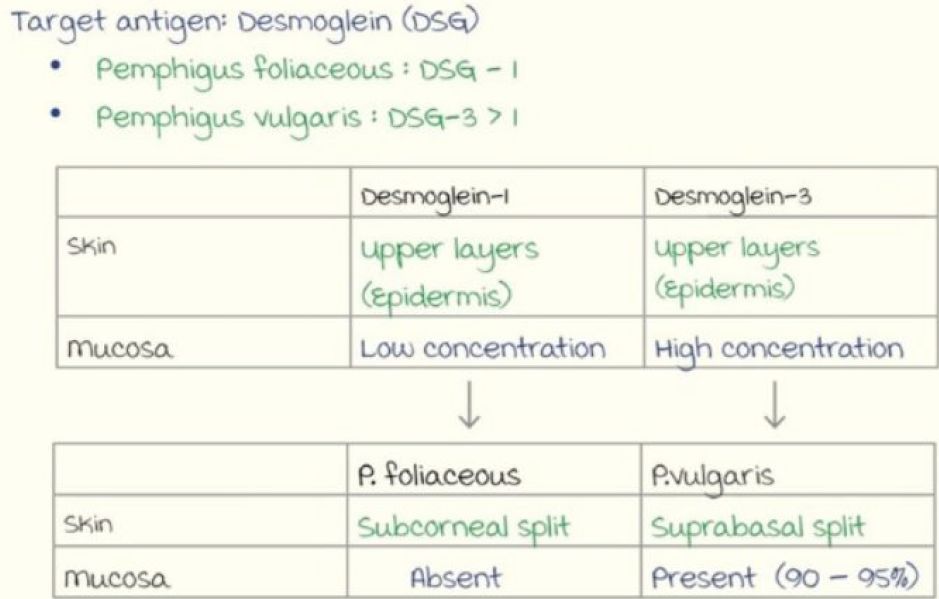 Target antigen: Desmoglein (DSG)
• Pemphigus foliaceous : DSG - 1
• Pemphigus vulgaris : DSG-3 > 1
Desmoglein-1 Desmoglein-3
Skin upper layers (Epidermis) upper layers (Epidermis)
mucosa Low concentration High concentration
P. foliaceous P.vulgaris
Skin Subcorneal split Suprabasal split
mucosa Absent Present (90 - 95%)